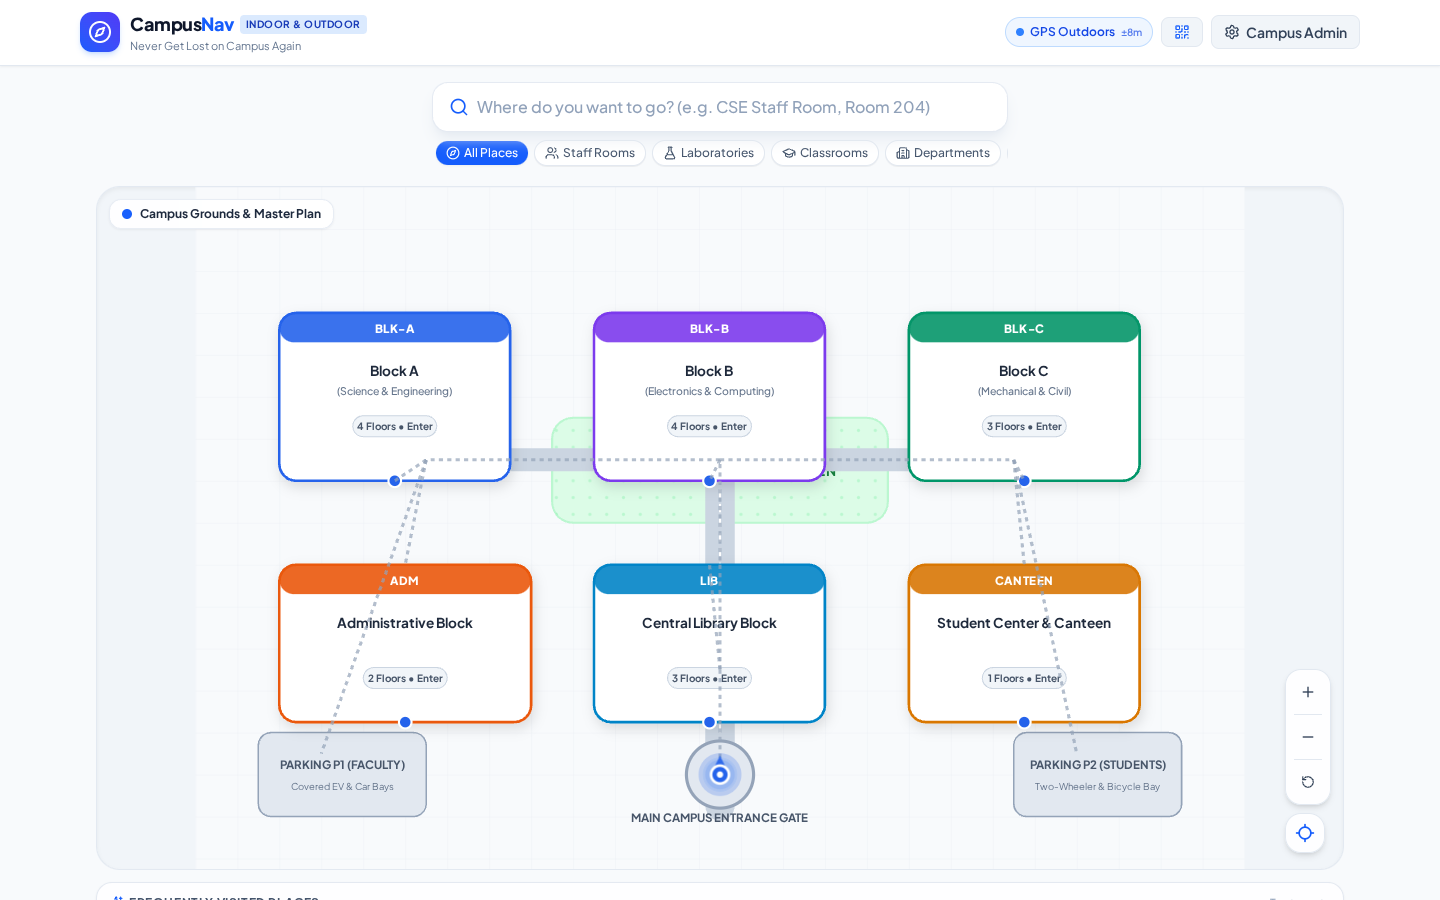 CampusNav INDOOR & OUTDOOR
Never Get Lost on Campus Again
GPS Outdoors ±8m
Campus Admin
Where do you want to go? (e.g. CSE Staff Room, Room 204)
All Places
Staff Rooms
Laboratories
Classrooms
Departments
Campus Grounds & Master Plan
BLK-A
Block A
(Science & Engineering)
4 Floors • Enter
BLK-B
Block B
(Electronics & Computing)
4 Floors • Enter
BLK-C
Block C
(Mechanical & Civil)
3 Floors • Enter
ADM
Administrative Block
2 Floors • Enter
LIB
Central Library Block
3 Floors • Enter
CANTEEN
Student Center & Canteen
1 Floors • Enter
PARKING P1 (FACULTY)
Covered EV & Car Bays
MAIN CAMPUS ENTRANCE GATE
PARKING P2 (STUDENTS)
Two-Wheeler & Bicycle Bay
FREQUENTLY VISITED PLACES